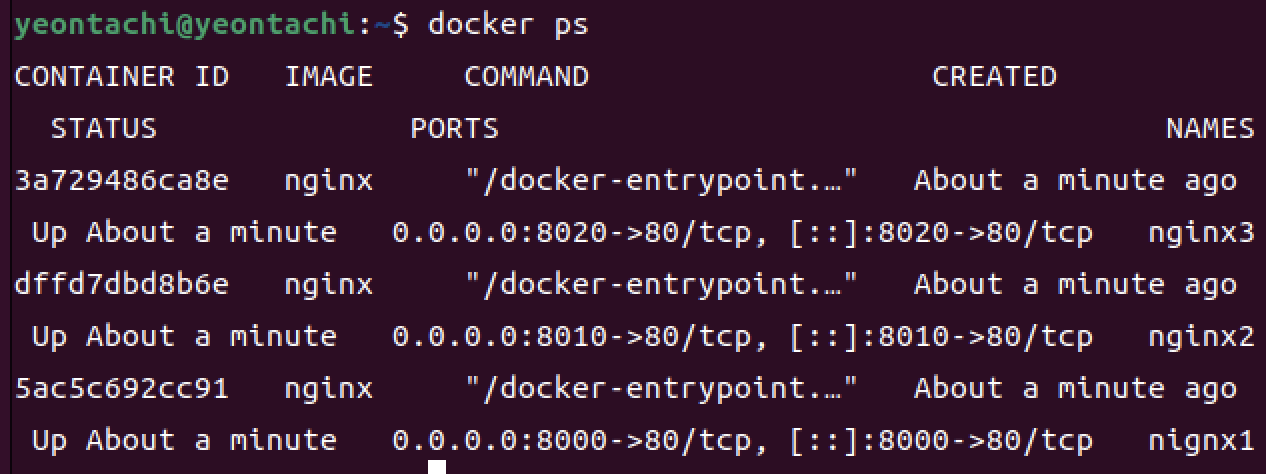 yeontachi@yeontachi:~$ docker ps
CONTAINER ID   IMAGE     COMMAND                   CREATED
  STATUS              PORTS                                     NAMES
3a729486ca8e   nginx     "/docker-entrypoint.…"   About a minute ago
 Up About a minute   0.0.0.0:8020->80/tcp, [::]:8020->80/tcp   nginx3
dffd7dbd8b6e   nginx     "/docker-entrypoint.…"   About a minute ago
 Up About a minute   0.0.0.0:8010->80/tcp, [::]:8010->80/tcp   nginx2
5ac5c692cc91   nginx     "/docker-entrypoint.…"   About a minute ago
 Up About a minute   0.0.0.0:8000->80/tcp, [::]:8000->80/tcp   nignx1